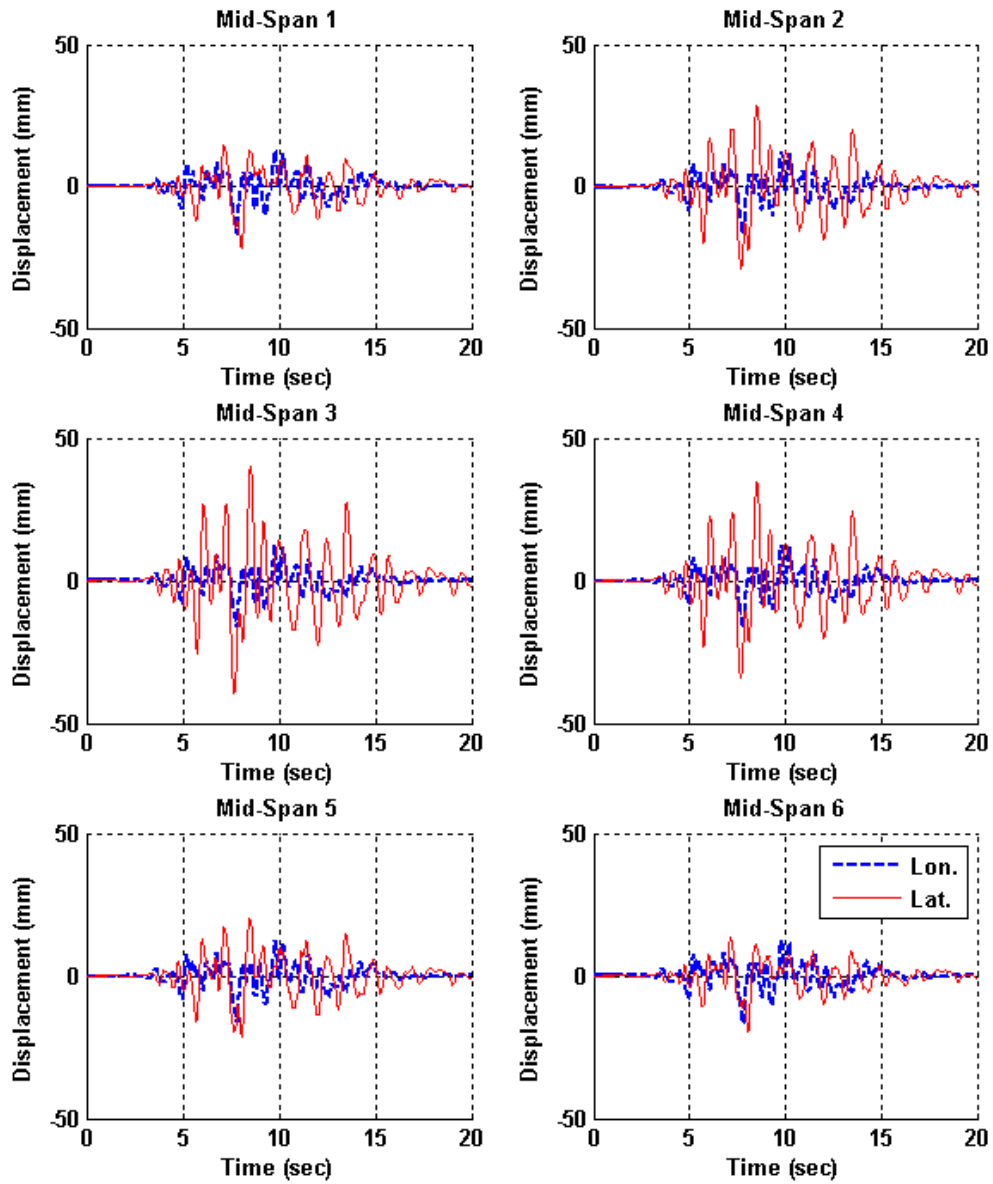 Mid-Span 1
50
0
-50
Displacement (mm)
0 5 10 15 20
Time (sec)
Mid-Span 2
50
0
-50
Displacement (mm)
0 5 10 15 20
Time (sec)
Mid-Span 3
50
0
-50
Displacement (mm)
0 5 10 15 20
Time (sec)
Mid-Span 4
50
0
-50
Displacement (mm)
0 5 10 15 20
Time (sec)
Mid-Span 5
50
0
-50
Displacement (mm)
0 5 10 15 20
Time (sec)
Mid-Span 6
50
0
-50
Displacement (mm)
Lon.
Lat.
0 5 10 15 20
Time (sec)